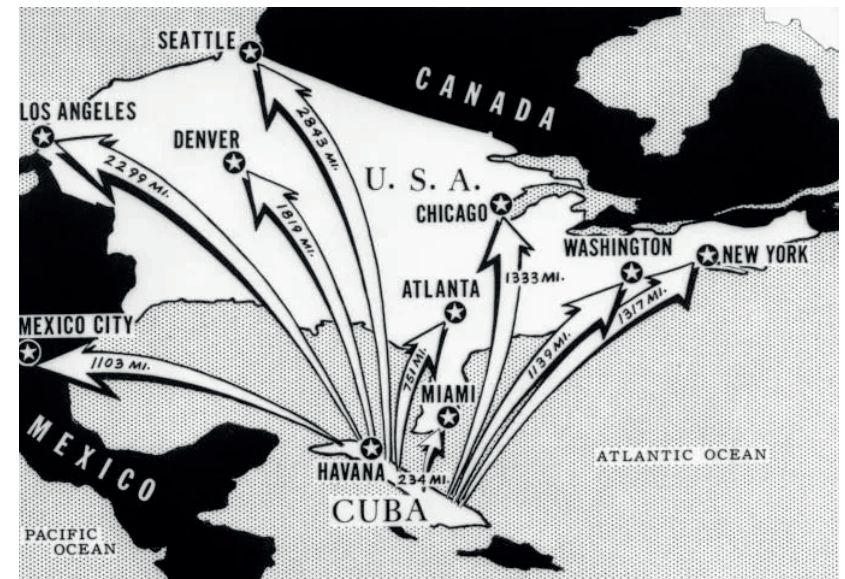 SEATTLE
CANADA
LOS ANGELES
2843 MI.
DENVER
2299 MI.
U. S. A.
1819 MI.
CHICAGO
WASHINGTON
NEW YORK
1333 MI.
ATLANTA
1317 MI.
MEXICO CITY
1139 MI.
1103 MI.
751 MI.
MIAMI
MEXICO
ATLANTIC OCEAN
HAVANA
234 MI.
CUBA
PACIFIC
OCEAN